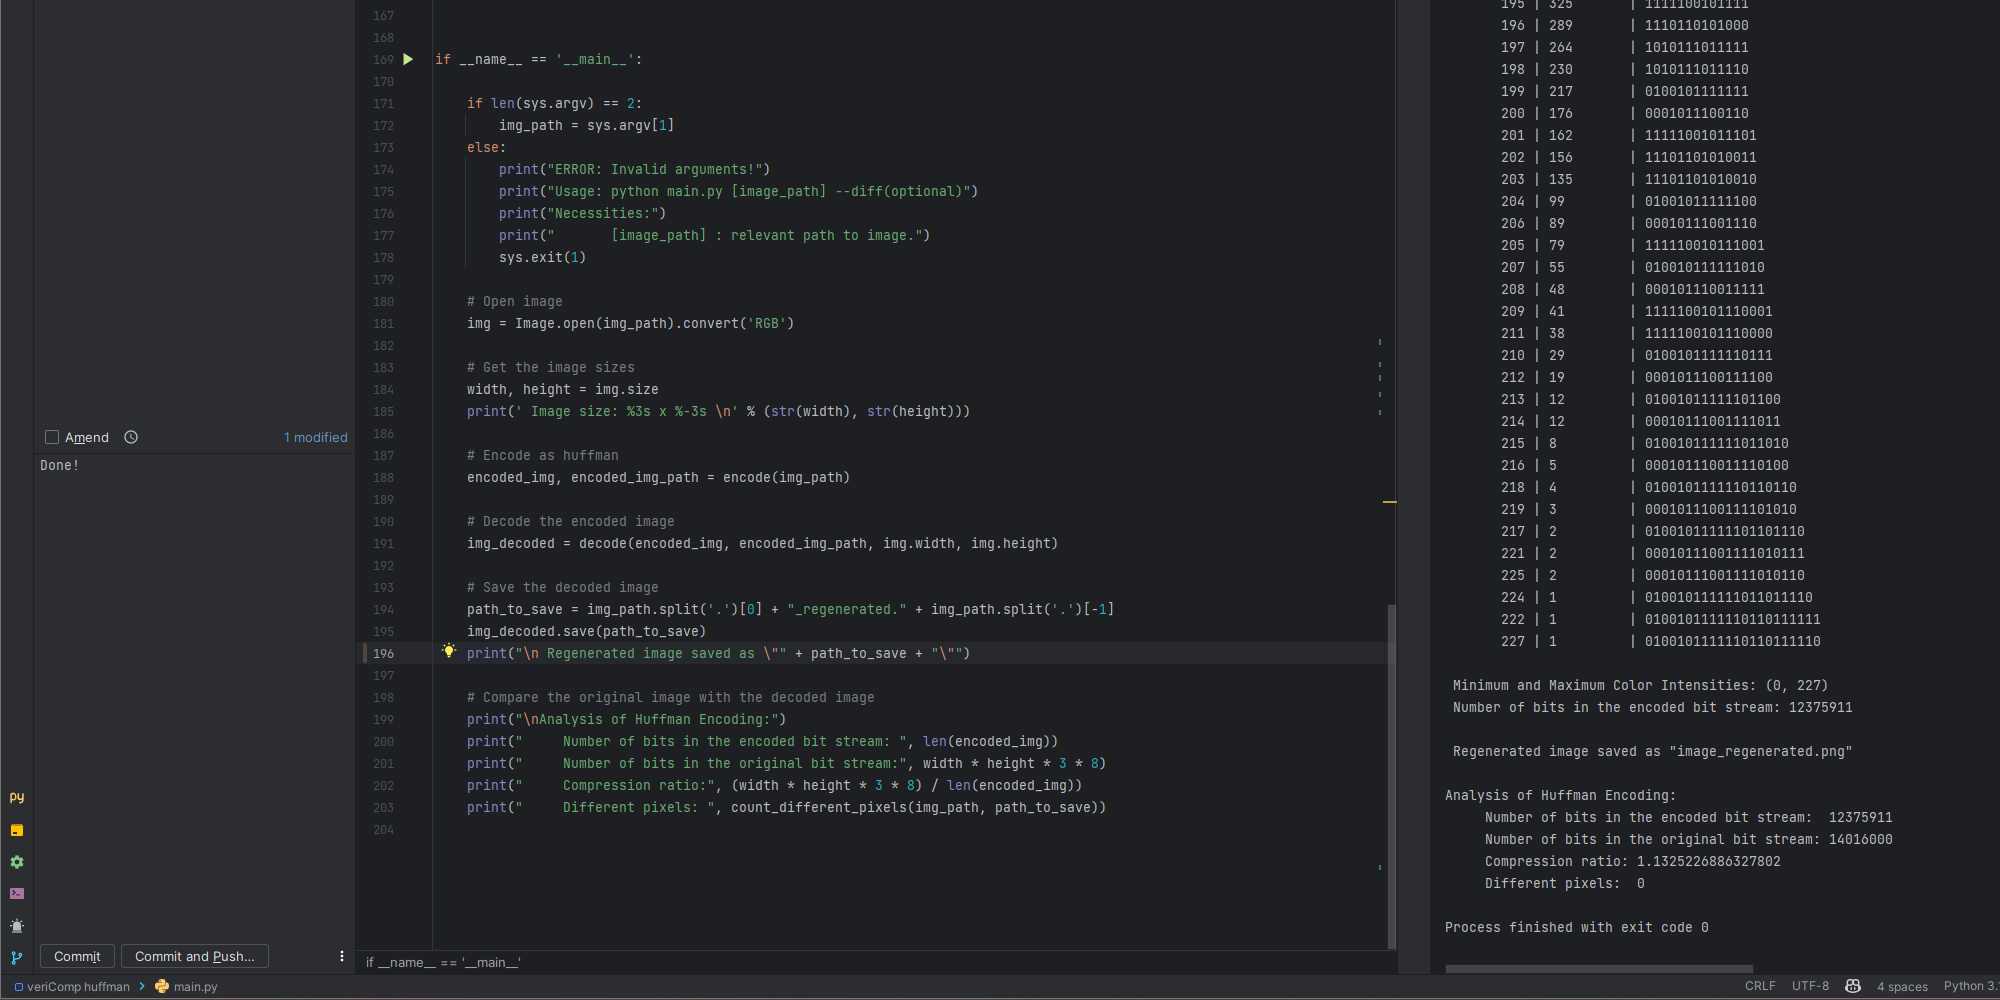 Amend 1 modified
Done!
Commit Commit and Push...
167
168
169 if __name__ == '__main__':
170
171 if len(sys.argv) == 2:
172 img_path = sys.argv[1]
173 else:
174 print("ERROR: Invalid arguments!")
175 print("Usage: python main.py [image_path] --diff(optional)")
176 print("Necessities:")
177 print("       [image_path] : relevant path to image.")
178 sys.exit(1)
179
180 # Open image
181 img = Image.open(img_path).convert('RGB')
182
183 # Get the image sizes
184 width, height = img.size
185 print(' Image size: %3s x %-3s \n' % (str(width), str(height)))
186
187 # Encode as huffman
188 encoded_img, encoded_img_path = encode(img_path)
189
190 # Decode the encoded image
191 img_decoded = decode(encoded_img, encoded_img_path, img.width, img.height)
192
193 # Save the decoded image
194 path_to_save = img_path.split('.')[0] + "_regenerated." + img_path.split('.')[-1]
195 img_decoded.save(path_to_save)
196 print("\n Regenerated image saved as \"" + path_to_save + "\"")
197
198 # Compare the original image with the decoded image
199 print("\nAnalysis of Huffman Encoding:")
200 print("     Number of bits in the encoded bit stream: ", len(encoded_img))
201 print("     Number of bits in the original bit stream:", width * height * 3 * 8)
202 print("     Compression ratio:", (width * height * 3 * 8) / len(encoded_img))
203 print("     Different pixels: ", count_different_pixels(img_path, path_to_save))
204
if __name__ == '__main__'
195 | 325 | 1111100101111
196 | 289 | 1110110101000
197 | 264 | 1010111011111
198 | 230 | 1010111011110
199 | 217 | 0100101111111
200 | 176 | 0001011100110
201 | 162 | 11111001011101
202 | 156 | 11101101010011
203 | 135 | 11101101010010
204 | 99 | 01001011111100
206 | 89 | 00010111001110
205 | 79 | 111110010111001
207 | 55 | 010010111111010
208 | 48 | 000101110011111
209 | 41 | 1111100101110001
211 | 38 | 1111100101110000
210 | 29 | 0100101111110111
212 | 19 | 0001011100111100
213 | 12 | 01001011111101100
214 | 12 | 00010111001111011
215 | 8 | 010010111111011010
216 | 5 | 000101110011110100
218 | 4 | 0100101111110110110
219 | 3 | 0001011100111101010
217 | 2 | 01001011111101101110
221 | 2 | 00010111001111010111
225 | 2 | 00010111001111010110
224 | 1 | 010010111111011011110
222 | 1 | 0100101111110110111111
227 | 1 | 0100101111110110111110
Minimum and Maximum Color Intensities: (0, 227)
Number of bits in the encoded bit stream: 12375911
Regenerated image saved as "image_regenerated.png"
Analysis of Huffman Encoding:
Number of bits in the encoded bit stream:  12375911
Number of bits in the original bit stream: 14016000
Compression ratio: 1.1325226886327802
Different pixels:  0
Process finished with exit code 0
veriComp huffman > main.py
CRLF UTF-8 4 spaces Python 3.